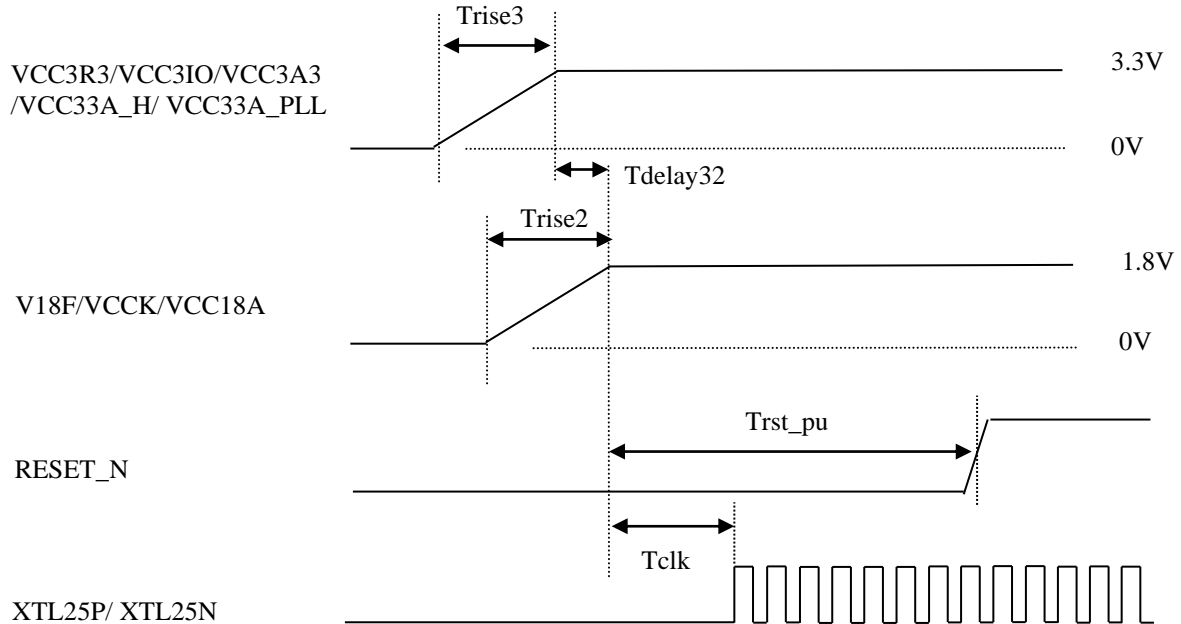 Trise3
VCC3R3/VCC3IO/VCC3A3
/VCC33A_H/ VCC33A_PLL
3.3V
0V
Tdelay32
Trise2
1.8V
V18F/VCCK/VCC18A
0V
Trst_pu
RESET_N
Tclk
XTL25P/ XTL25N